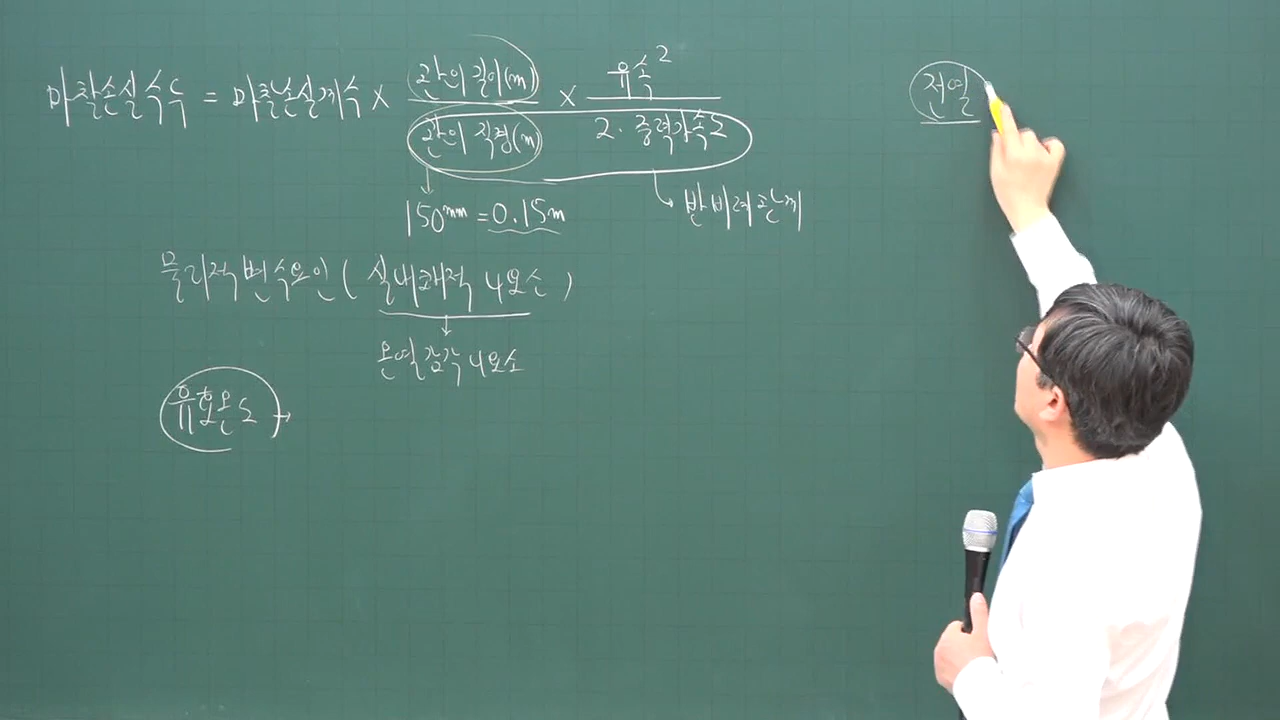 마찰손실수두 = 마찰손실계수 × 관의 길이(m) / 관의 직경(m) × 유속² / 2·중력가속도
150mm = 0.15m
반비례관계
물리적변수요인 ( 실내쾌적 4요소 )
온열감각 4요소
유효온도 →
전열